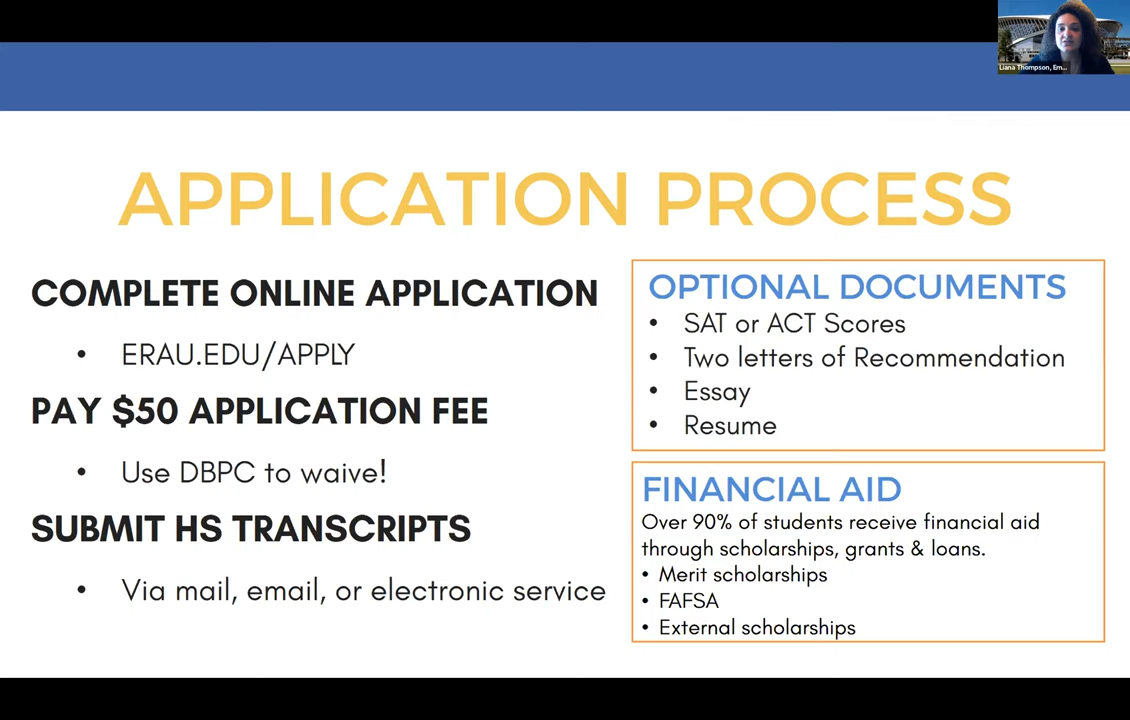 Liana Thompson, Em...
APPLICATION PROCESS
COMPLETE ONLINE APPLICATION
• ERAU.EDU/APPLY
PAY $50 APPLICATION FEE
• Use DBPC to waive!
SUBMIT HS TRANSCRIPTS
• Via mail, email, or electronic service
OPTIONAL DOCUMENTS
• SAT or ACT Scores
• Two letters of Recommendation
• Essay
• Resume
FINANCIAL AID
Over 90% of students receive financial aid
through scholarships, grants & loans.
• Merit scholarships
• FAFSA
• External scholarships